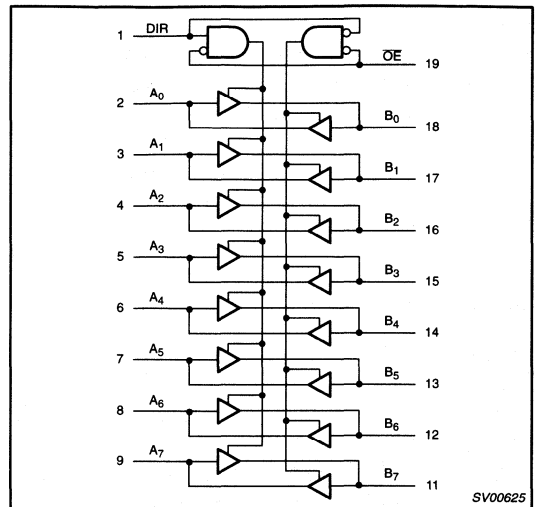 1 DIR
OE 19
2 A0
B0 18
3 A1
B1 17
4 A2
B2 16
5 A3
B3 15
6 A4
B4 14
7 A5
B5 13
8 A6
B6 12
9 A7
B7 11
SV00625